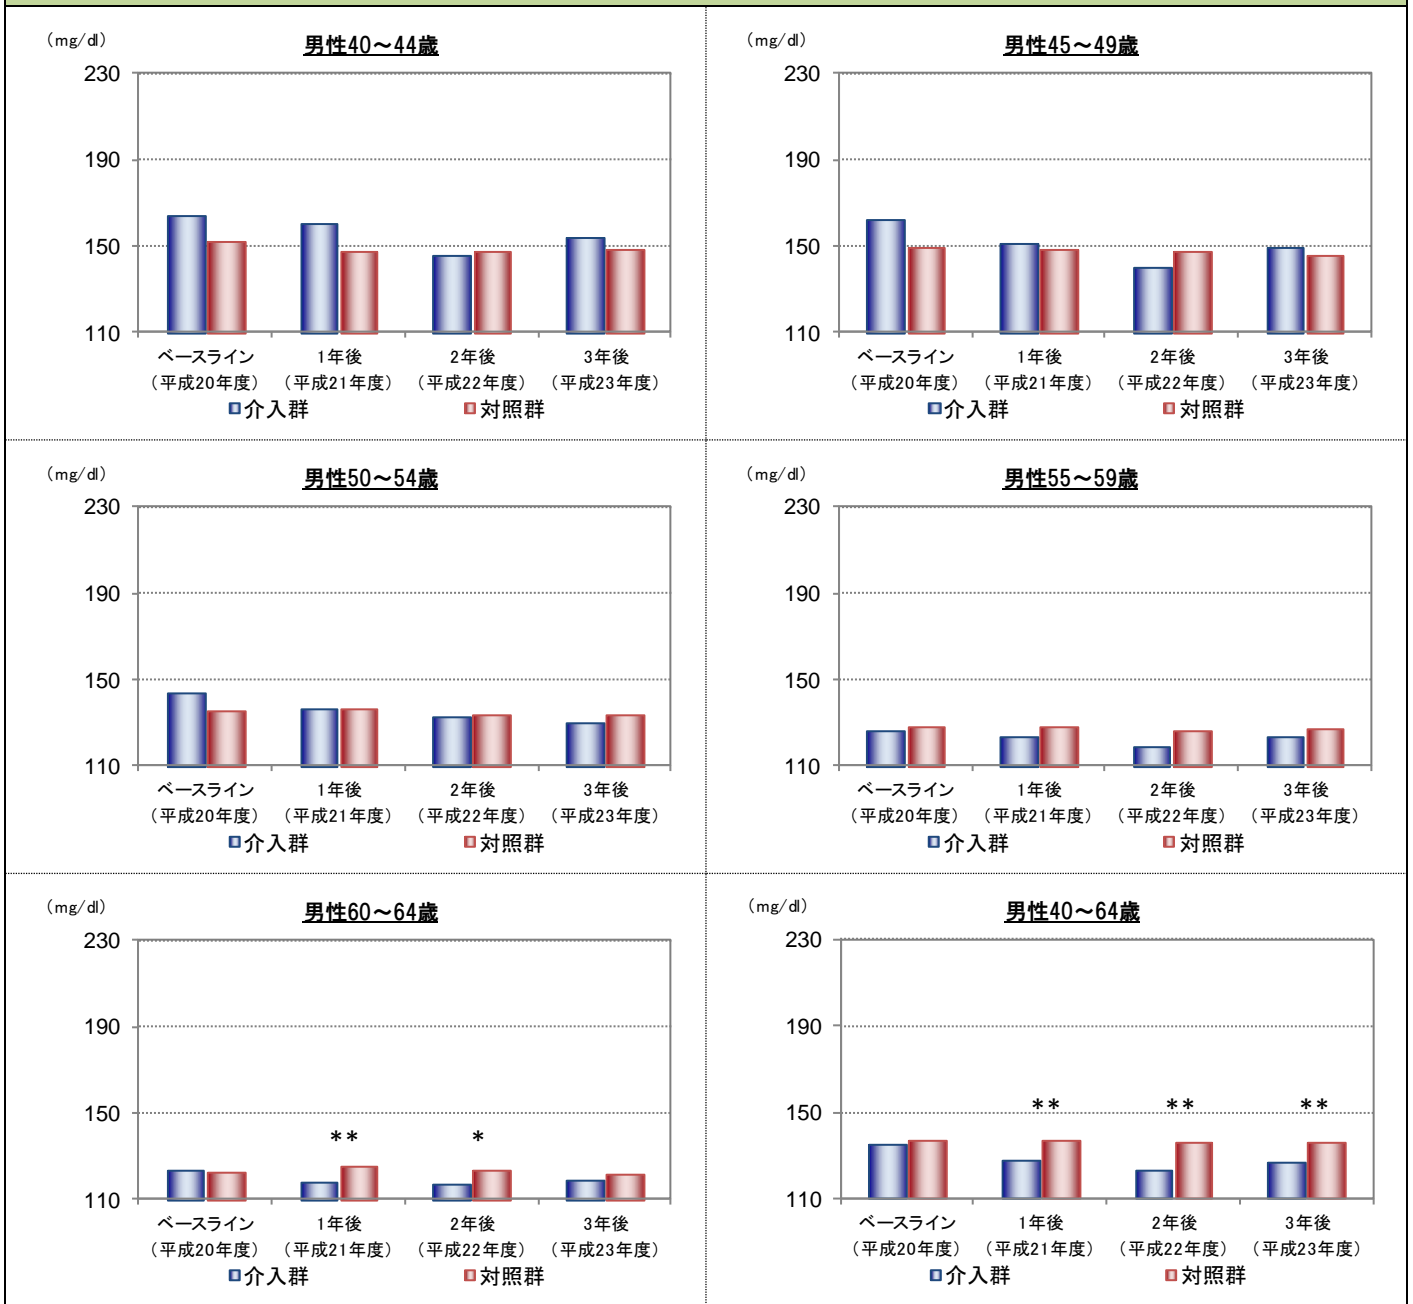 (mg/dl)
男性40～44歳
230
190
150
110
ベースライン 1年後 2年後 3年後
(平成20年度) (平成21年度) (平成22年度) (平成23年度)
介入群 対照群
(mg/dl)
男性45～49歳
230
190
150
110
ベースライン 1年後 2年後 3年後
(平成20年度) (平成21年度) (平成22年度) (平成23年度)
介入群 対照群
(mg/dl)
男性50～54歳
230
190
150
110
ベースライン 1年後 2年後 3年後
(平成20年度) (平成21年度) (平成22年度) (平成23年度)
介入群 対照群
(mg/dl)
男性55～59歳
230
190
150
110
ベースライン 1年後 2年後 3年後
(平成20年度) (平成21年度) (平成22年度) (平成23年度)
介入群 対照群
(mg/dl)
男性60～64歳
230
190
150
** *
110
ベースライン 1年後 2年後 3年後
(平成20年度) (平成21年度) (平成22年度) (平成23年度)
介入群 対照群
(mg/dl)
男性40～64歳
230
190
150
** ** **
110
ベースライン 1年後 2年後 3年後
(平成20年度) (平成21年度) (平成22年度) (平成23年度)
介入群 対照群